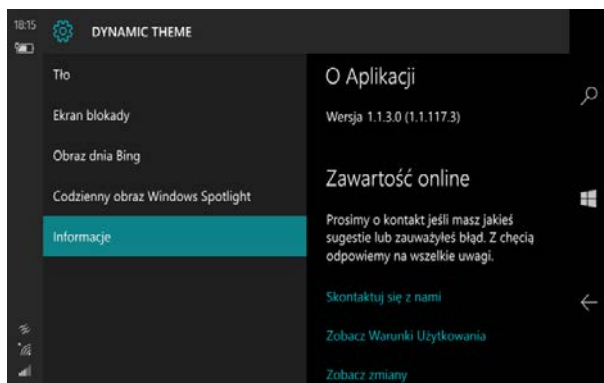 18:15
DYNAMIC THEME
Tło
Ekran blokady
Obraz dnia Bing
Codzienny obraz Windows Spotlight
Informacje
O Aplikacji
Wersja 1.1.3.0 (1.1.117.3)
Zawartość online
Prosimy o kontakt jeśli masz jakieś
sugestie lub zauważyłeś błąd. Z chęcią
odpowiemy na wszelkie uwagi.
Skontaktuj się z nami
Zobacz Warunki Użytkowania
Zobacz zmiany